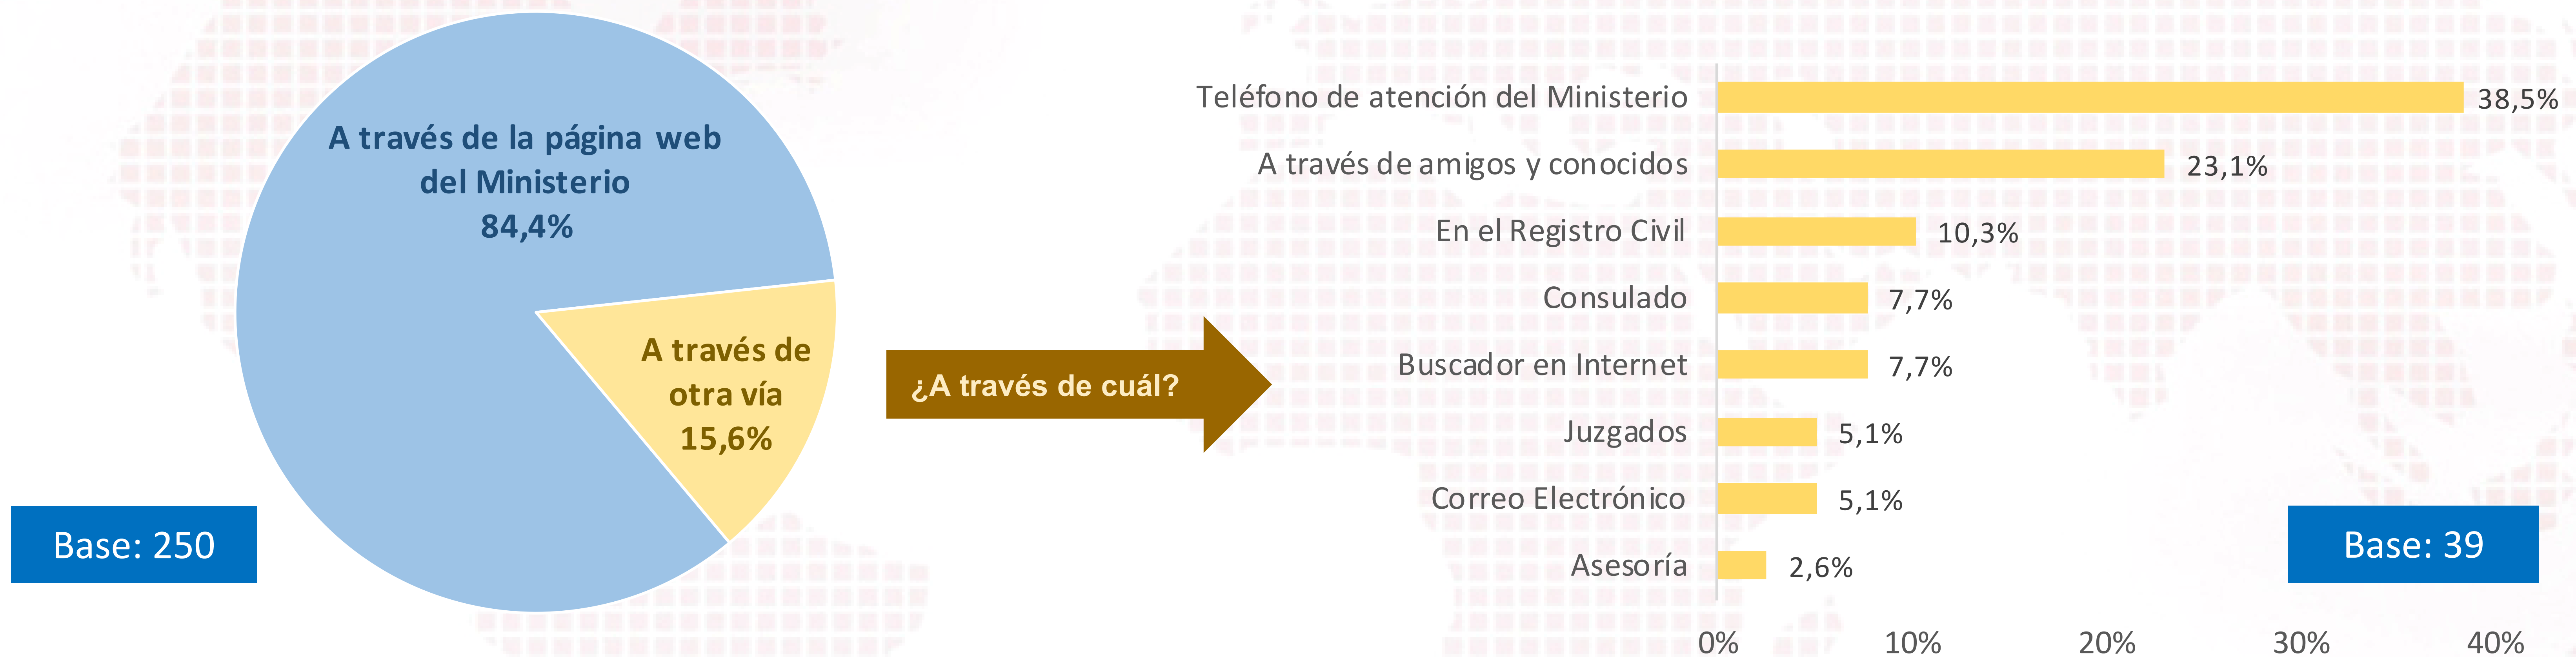 A través de la página web
del Ministerio
84,4%
A través de
otra vía
15,6%
Base: 250
¿A través de cuál?
Teléfono de atención del Ministerio 38,5%
A través de amigos y conocidos 23,1%
En el Registro Civil 10,3%
Consulado 7,7%
Buscador en Internet 7,7%
Juzgados 5,1%
Correo Electrónico 5,1%
Asesoría 2,6%
0% 10% 20% 30% 40%
Base: 39